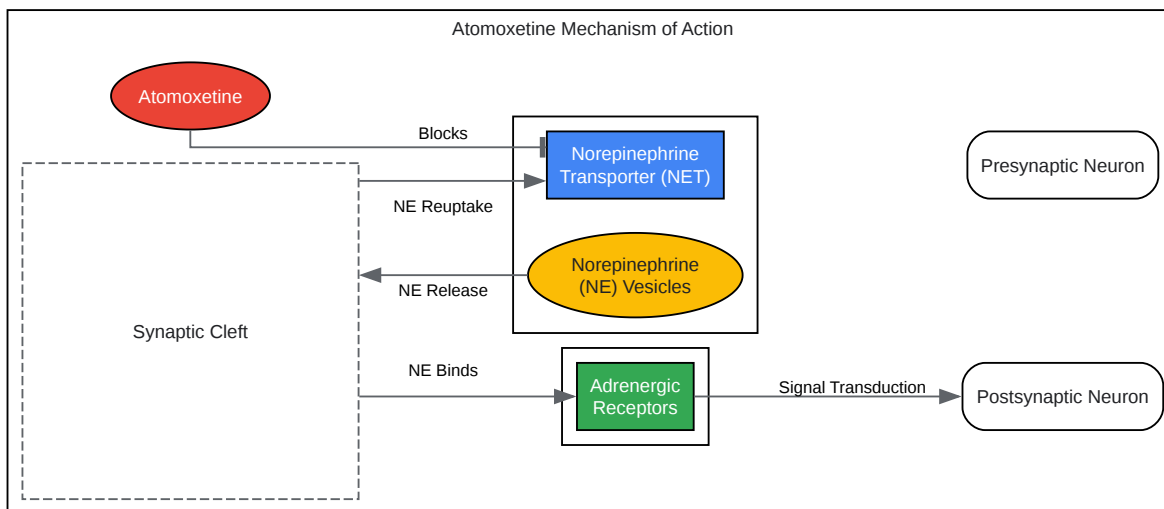 Atomoxetine Mechanism of Action
Atomoxetine
Blocks
Norepinephrine
Transporter (NET)
Presynaptic Neuron
NE Reuptake
Norepinephrine
(NE) Vesicles
NE Release
Synaptic Cleft
NE Binds
Adrenergic
Receptors
Signal Transduction
Postsynaptic Neuron